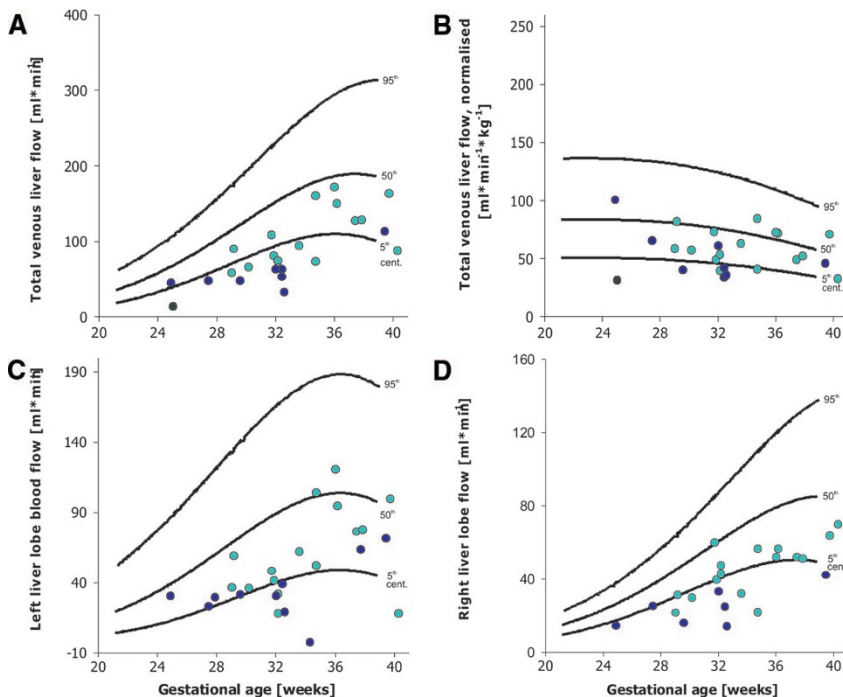 A
Total venous liver flow [ml*min]
400
300
200
100
0
20
24
28
32
36
40
95th
50th
5th
cent.
B
Total venous liver flow, normalised
[ml*min-1*kg-1]
250
200
150
100
50
0
20
24
28
32
36
40
95th
50th
5th
cent.
C
Left liver lobe blood flow [ml*min]
190
140
90
40
-10
20
24
28
32
36
40
95th
50th
5th
cent.
Gestational age [weeks]
D
Right liver lobe flow [ml*min]
160
120
80
40
0
20
24
28
32
36
40
95th
50th
5th
cent.
Gestational age [weeks]